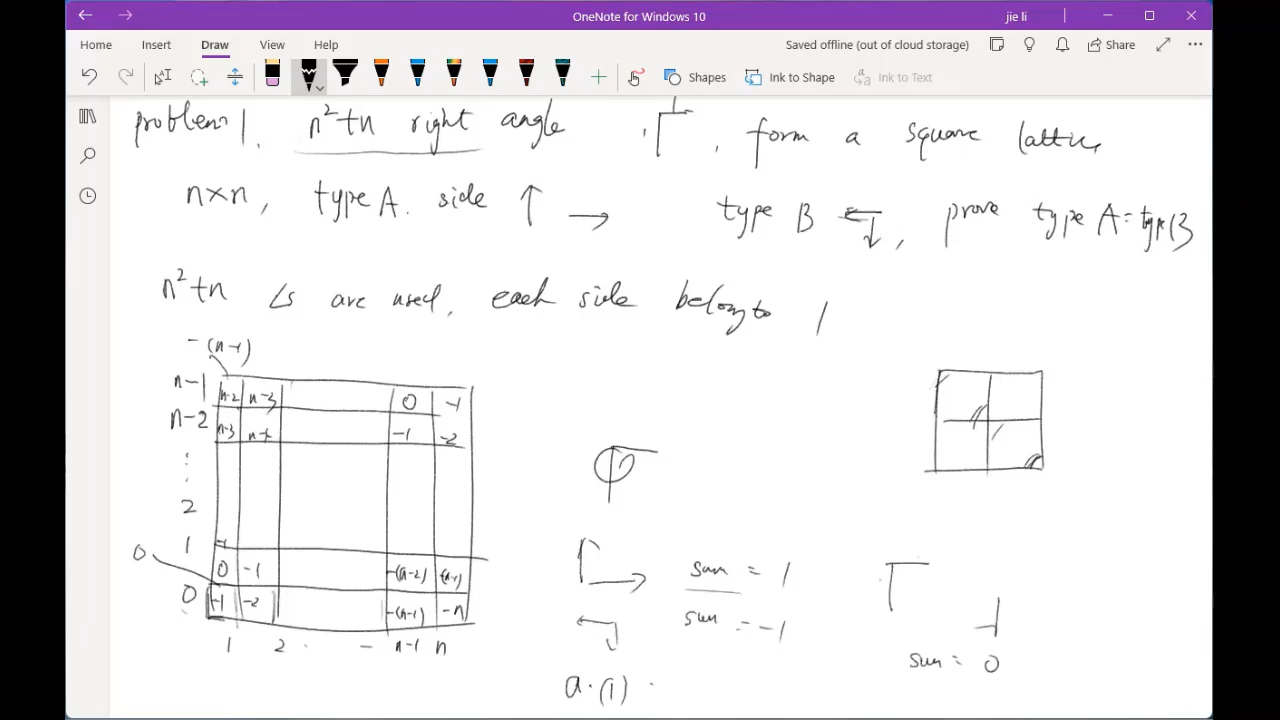 OneNote for Windows 10
jie li
Home Insert Draw View Help
Saved offline (out of cloud storage)
Share
Shapes
Ink to Shape
Ink to Text
problem 1. n²+n right angle , form a square lattice
n×n, type A. side ↑ → type B ← ↓, prove type A = type B
n²+n ∠s are used, each side belong to 1
-(n-1)
n-1 n-2 n-3 0 -1
n-2 n-3 -1 -2
⋮
2
1
0 0 -1 -(n-2) -(n-1)
0 -1 -2 -(n-1) -n
1 2 . - n-1 n
sum = 1
sum = -1
sum = 0
a·(1) ·